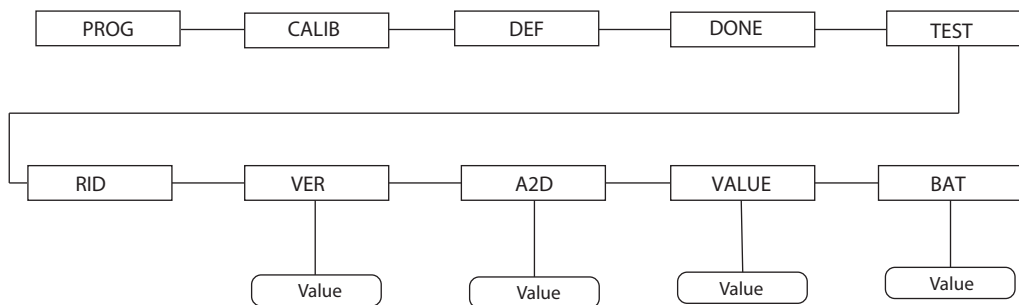 PROG CALIB DEF DONE TEST
RID VER A2D VALUE BAT
Value Value Value Value